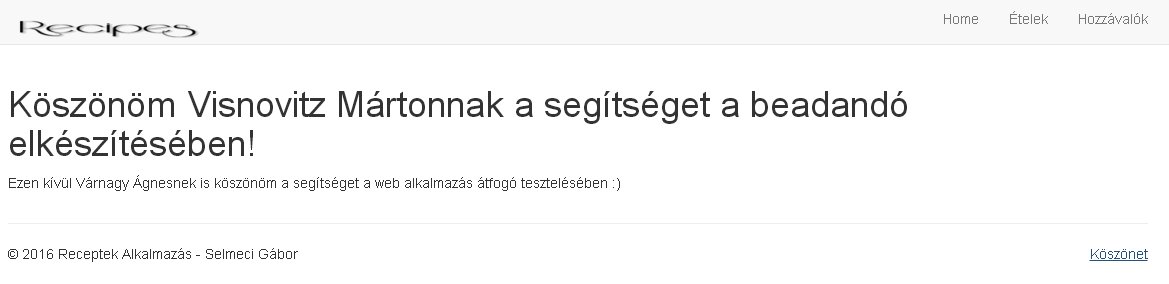 Recipes
Home Ételek Hozzávalók
Köszönöm Visnovitz Mártonnak a segítséget a beadandó
elkészítésében!
Ezen kívül Várnagy Ágnesnek is köszönöm a segítséget a web alkalmazás átfogó tesztelésében :)
© 2016 Receptek Alkalmazás - Selmeci Gábor
Köszönet